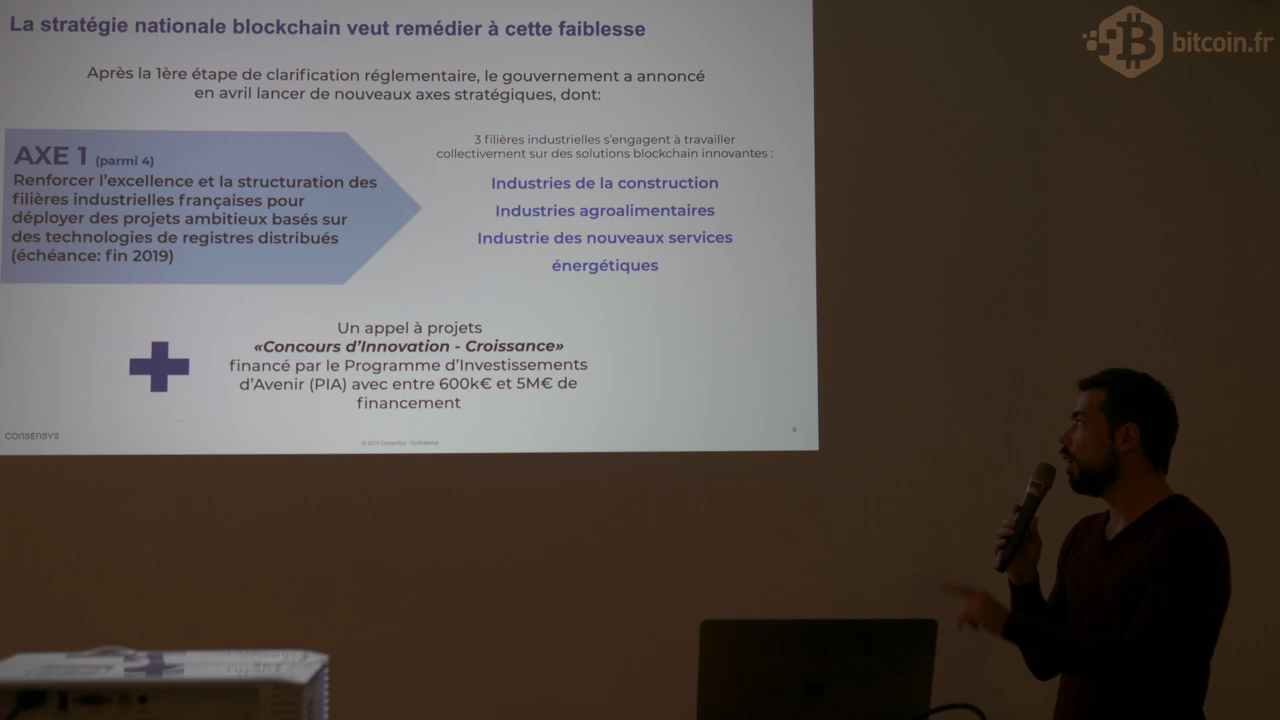 La stratégie nationale blockchain veut remédier à cette faiblesse
bitcoin.fr
Après la 1ère étape de clarification réglementaire, le gouvernement a annoncé
en avril lancer de nouveaux axes stratégiques, dont:
AXE 1 (parmi 4)
Renforcer l'excellence et la structuration des
filières industrielles françaises pour
déployer des projets ambitieux basés sur
des technologies de registres distribués
(échéance: fin 2019)
3 filières industrielles s'engagent à travailler
collectivement sur des solutions blockchain innovantes :
Industries de la construction
Industries agroalimentaires
Industrie des nouveaux services
énergétiques
Un appel à projets
«Concours d'Innovation - Croissance»
financé par le Programme d'Investissements
d'Avenir (PIA) avec entre 600k€ et 5M€ de
financement
CONSENSYS
© 2019 ConsenSys - Confidential
8